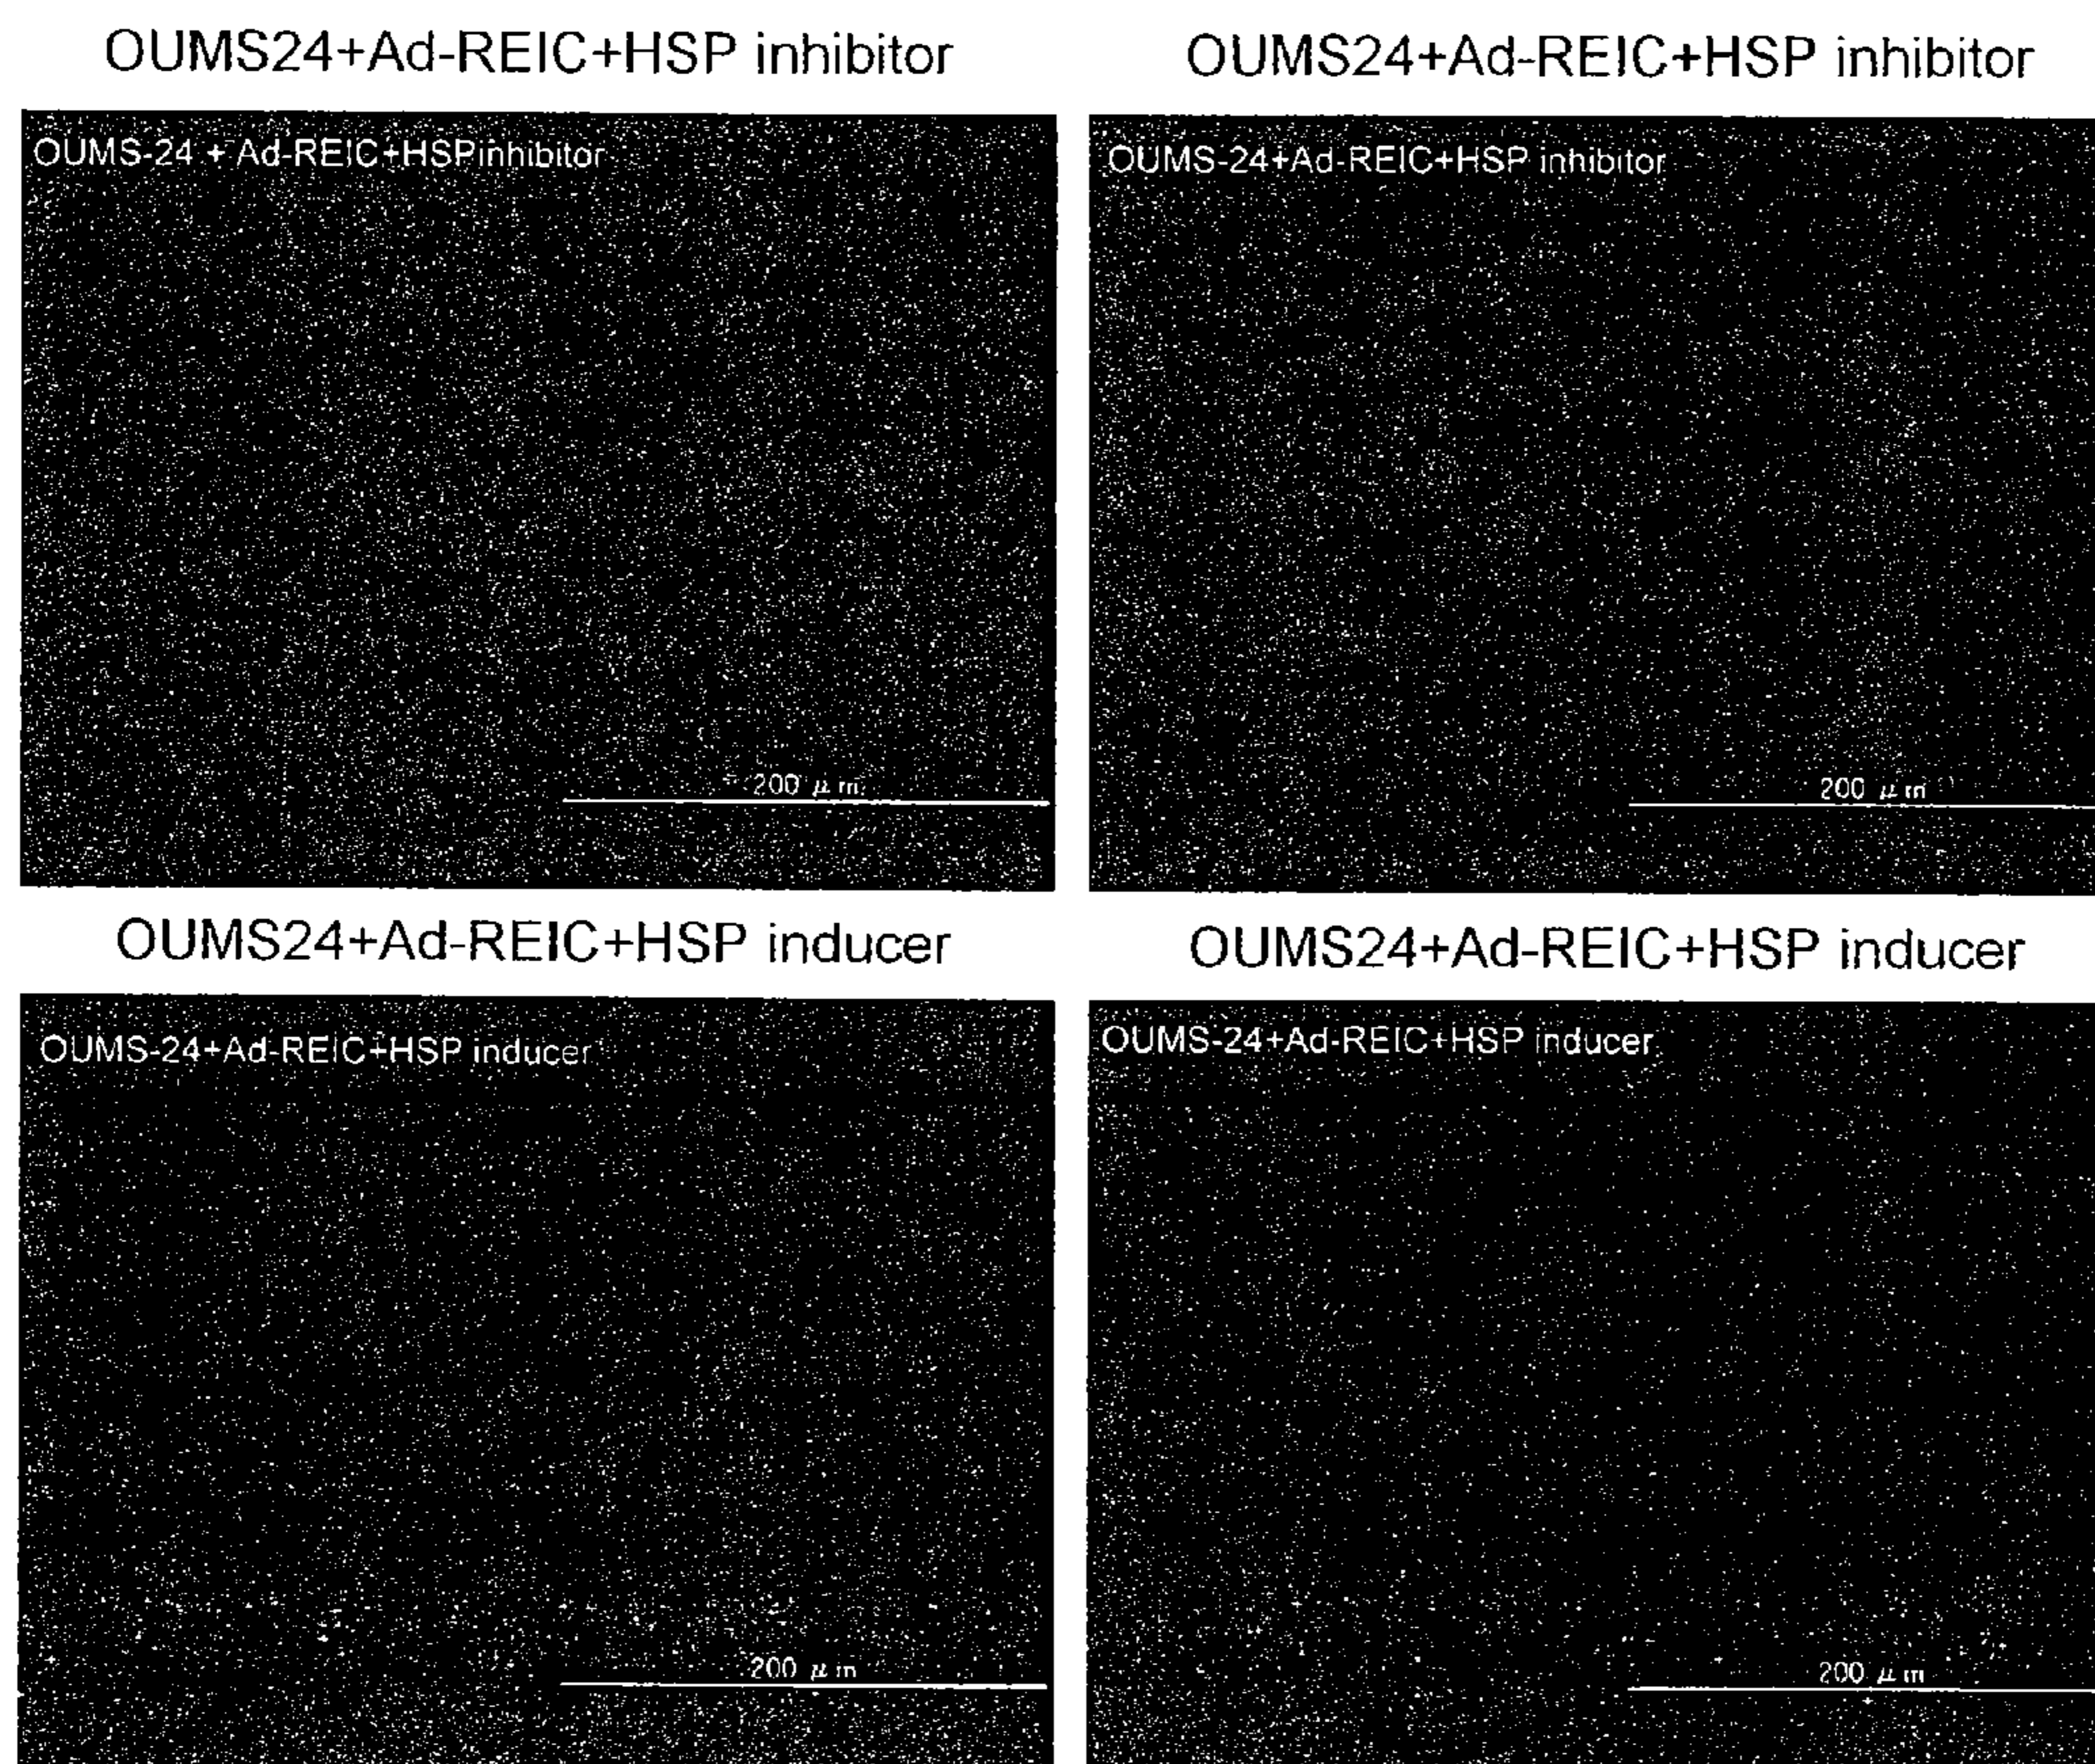 OUMS24+Ad-REIC+HSP inhibitor
OUMS24+Ad-REIC+HSP inhibitor
OUMS-24 + Ad-REIC+HSPinhibitor
OUMS-24+Ad-REIC+HSP inhibitor
200 μm
200 μm
OUMS24+Ad-REIC+HSP inducer
OUMS24+Ad-REIC+HSP inducer
OUMS-24+Ad-REIC+HSP inducer
OUMS-24+Ad-REIC+HSP inducer
200 μm
200 μm